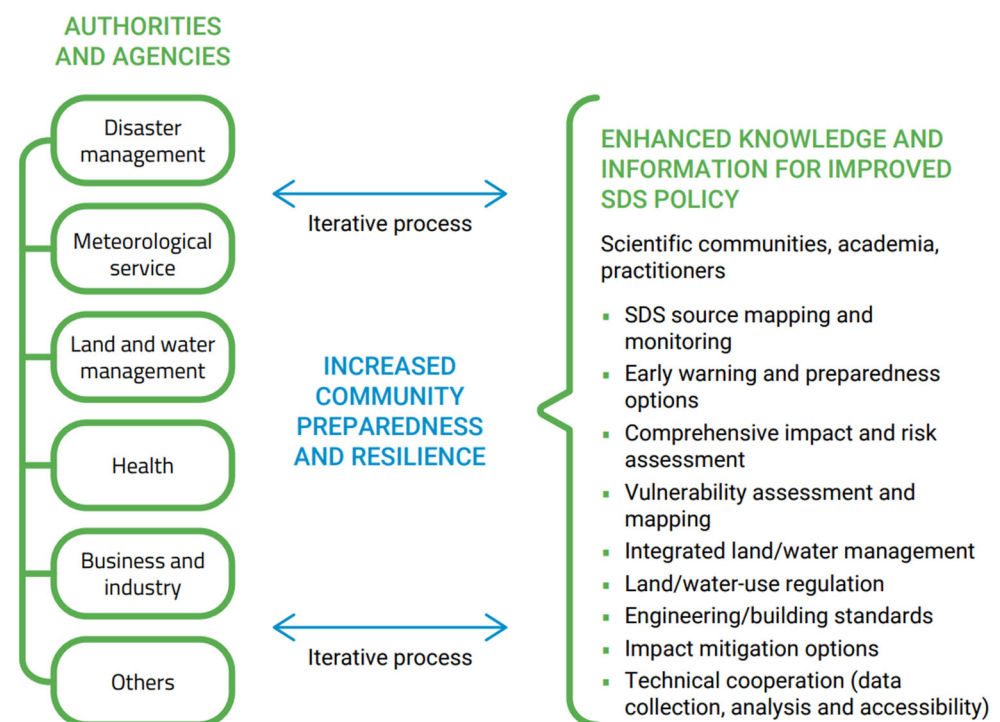 AUTHORITIES
AND AGENCIES
Disaster
management
Meteorological
service
Land and water
management
Health
Business and
industry
Others
Iterative process
INCREASED
COMMUNITY
PREPAREDNESS
AND RESILIENCE
Iterative process
ENHANCED KNOWLEDGE AND
INFORMATION FOR IMPROVED
SDS POLICY
Scientific communities, academia,
practitioners
▪ SDS source mapping and
monitoring
▪ Early warning and preparedness
options
▪ Comprehensive impact and risk
assessment
▪ Vulnerability assessment and
mapping
▪ Integrated land/water management
▪ Land/water-use regulation
▪ Engineering/building standards
▪ Impact mitigation options
▪ Technical cooperation (data
collection, analysis and accessibility)